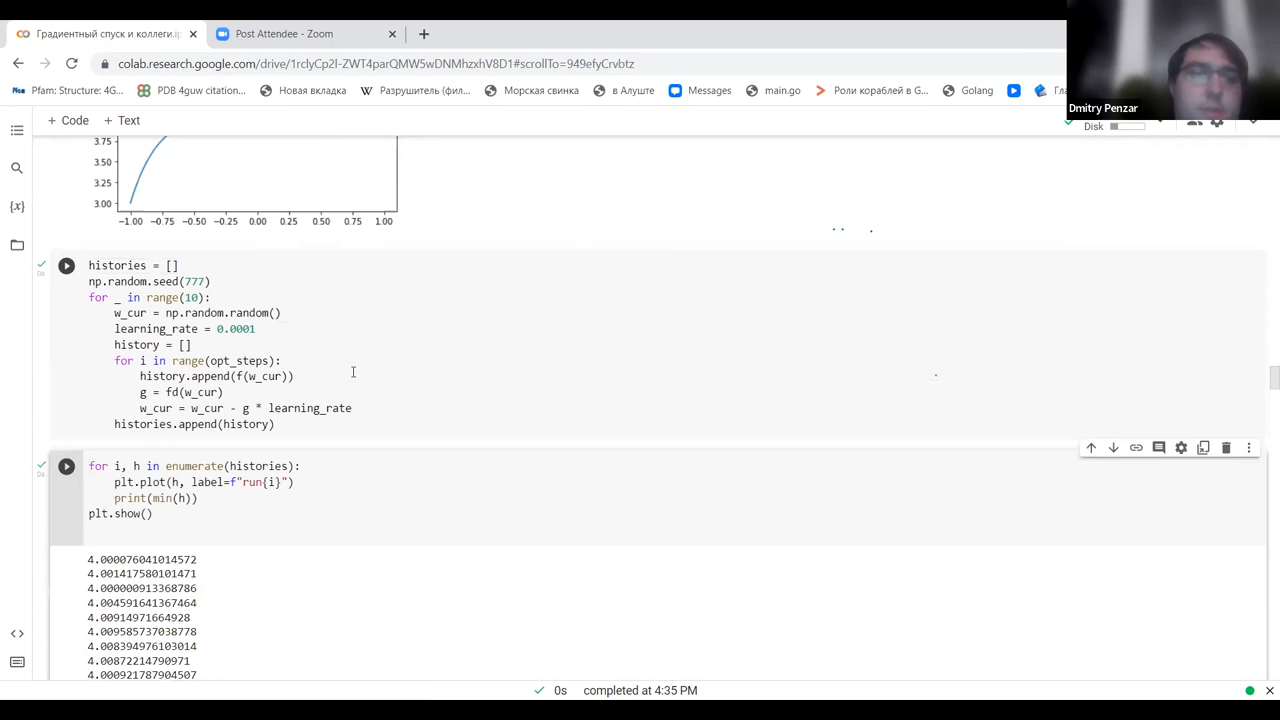 Градиентный спуск и коллеги.ip
Post Attendee - Zoom
colab.research.google.com/drive/1rclyCp2I-ZWT4parQMW5wDNMhzxhV8D1#scrollTo=949efyCrvbtz
Pfam: Structure: 4G...
PDB 4guw citation...
Новая вкладка
Разрушитель (фил...
Морская свинка
в Алуште
Messages
main.go
Роли кораблей в G...
Golang
Dmitry Penzar
+ Code
+ Text
Disk
3.75
3.50
3.25
3.00
−1.00 −0.75 −0.50 −0.25 0.00 0.25 0.50 0.75 1.00
histories = []
np.random.seed(777)
for _ in range(10):
w_cur = np.random.random()
learning_rate = 0.0001
history = []
for i in range(opt_steps):
history.append(f(w_cur))
g = fd(w_cur)
w_cur = w_cur - g * learning_rate
histories.append(history)
for i, h in enumerate(histories):
plt.plot(h, label=f"run{i}")
print(min(h))
plt.show()
4.000076041014572
4.001417580101471
4.000000913368786
4.004591641367464
4.00914971664928
4.009585737038778
4.008394976103014
4.00872214790971
4.000921787904507
0s completed at 4:35 PM